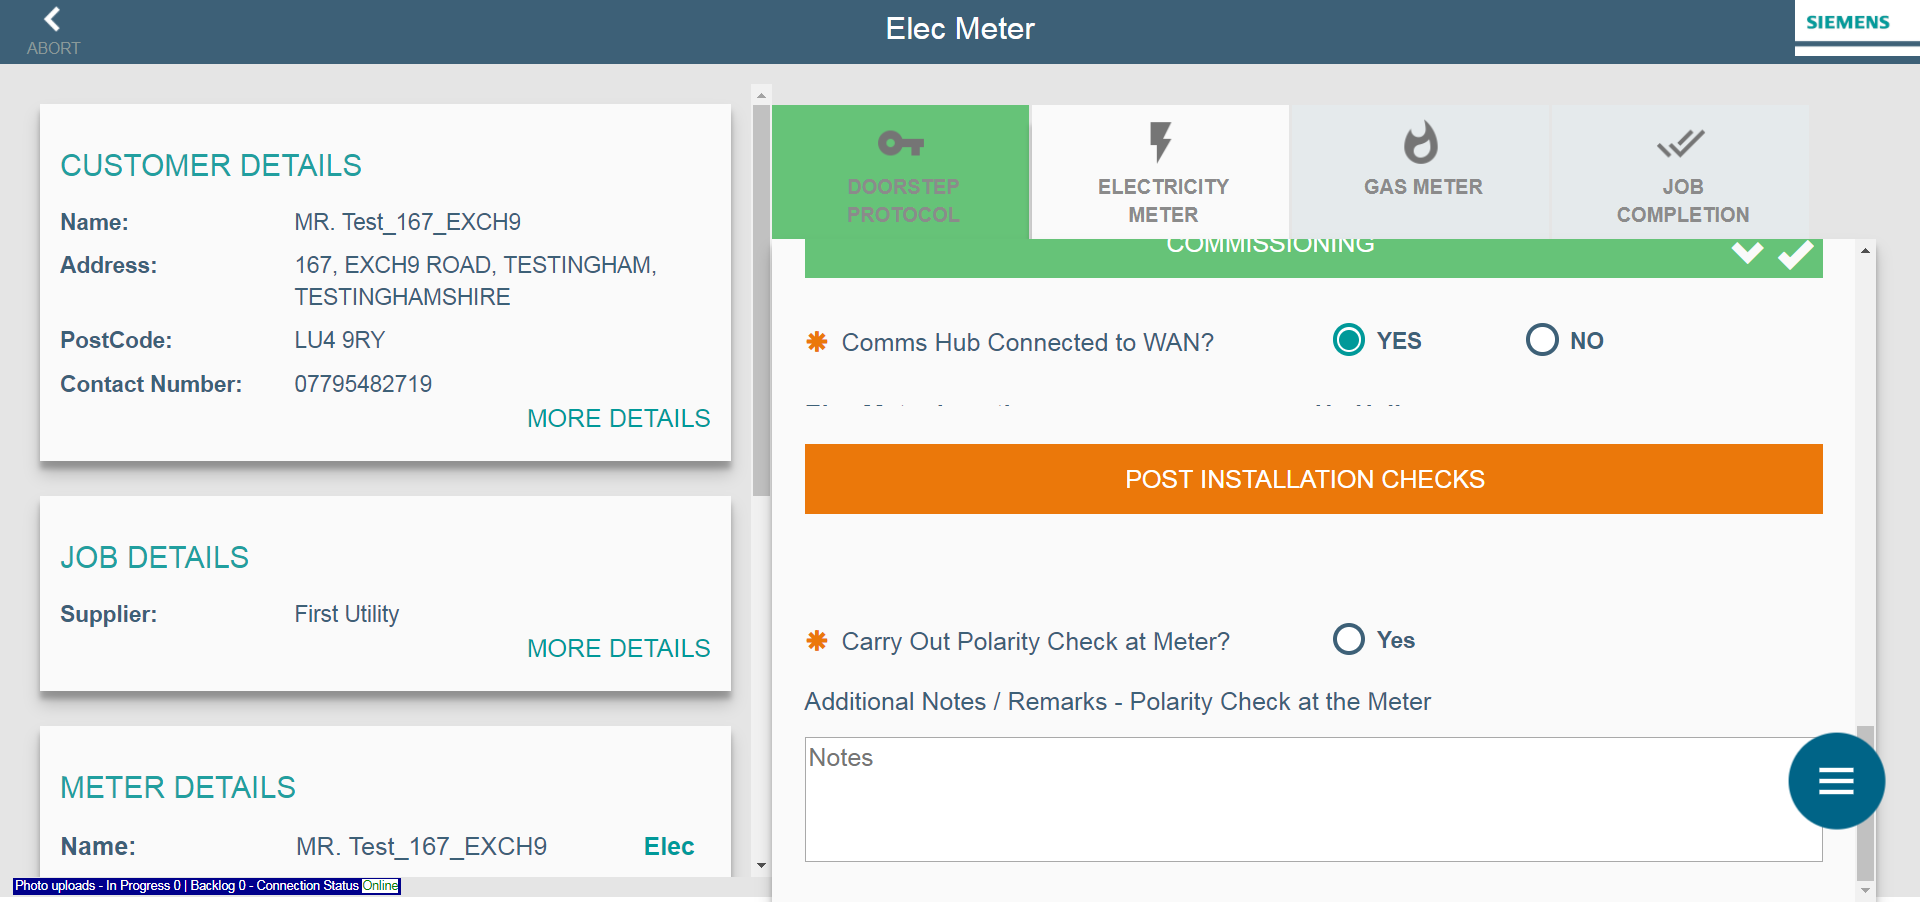 ABORT
Elec Meter
SIEMENS
CUSTOMER DETAILS
Name: MR. Test_167_EXCH9
Address: 167, EXCH9 ROAD, TESTINGHAM,
TESTINGHAMSHIRE
PostCode: LU4 9RY
Contact Number: 07795482719
MORE DETAILS
JOB DETAILS
Supplier: First Utility
MORE DETAILS
METER DETAILS
Name: MR. Test_167_EXCH9 Elec
Photo uploads - In Progress 0 | Backlog 0 - Connection Status Online
DOORSTEP
PROTOCOL
ELECTRICITY
METER
GAS METER
JOB
COMPLETION
COMMISSIONING
✱ Comms Hub Connected to WAN? YES NO
POST INSTALLATION CHECKS
✱ Carry Out Polarity Check at Meter? Yes
Additional Notes / Remarks - Polarity Check at the Meter
Notes